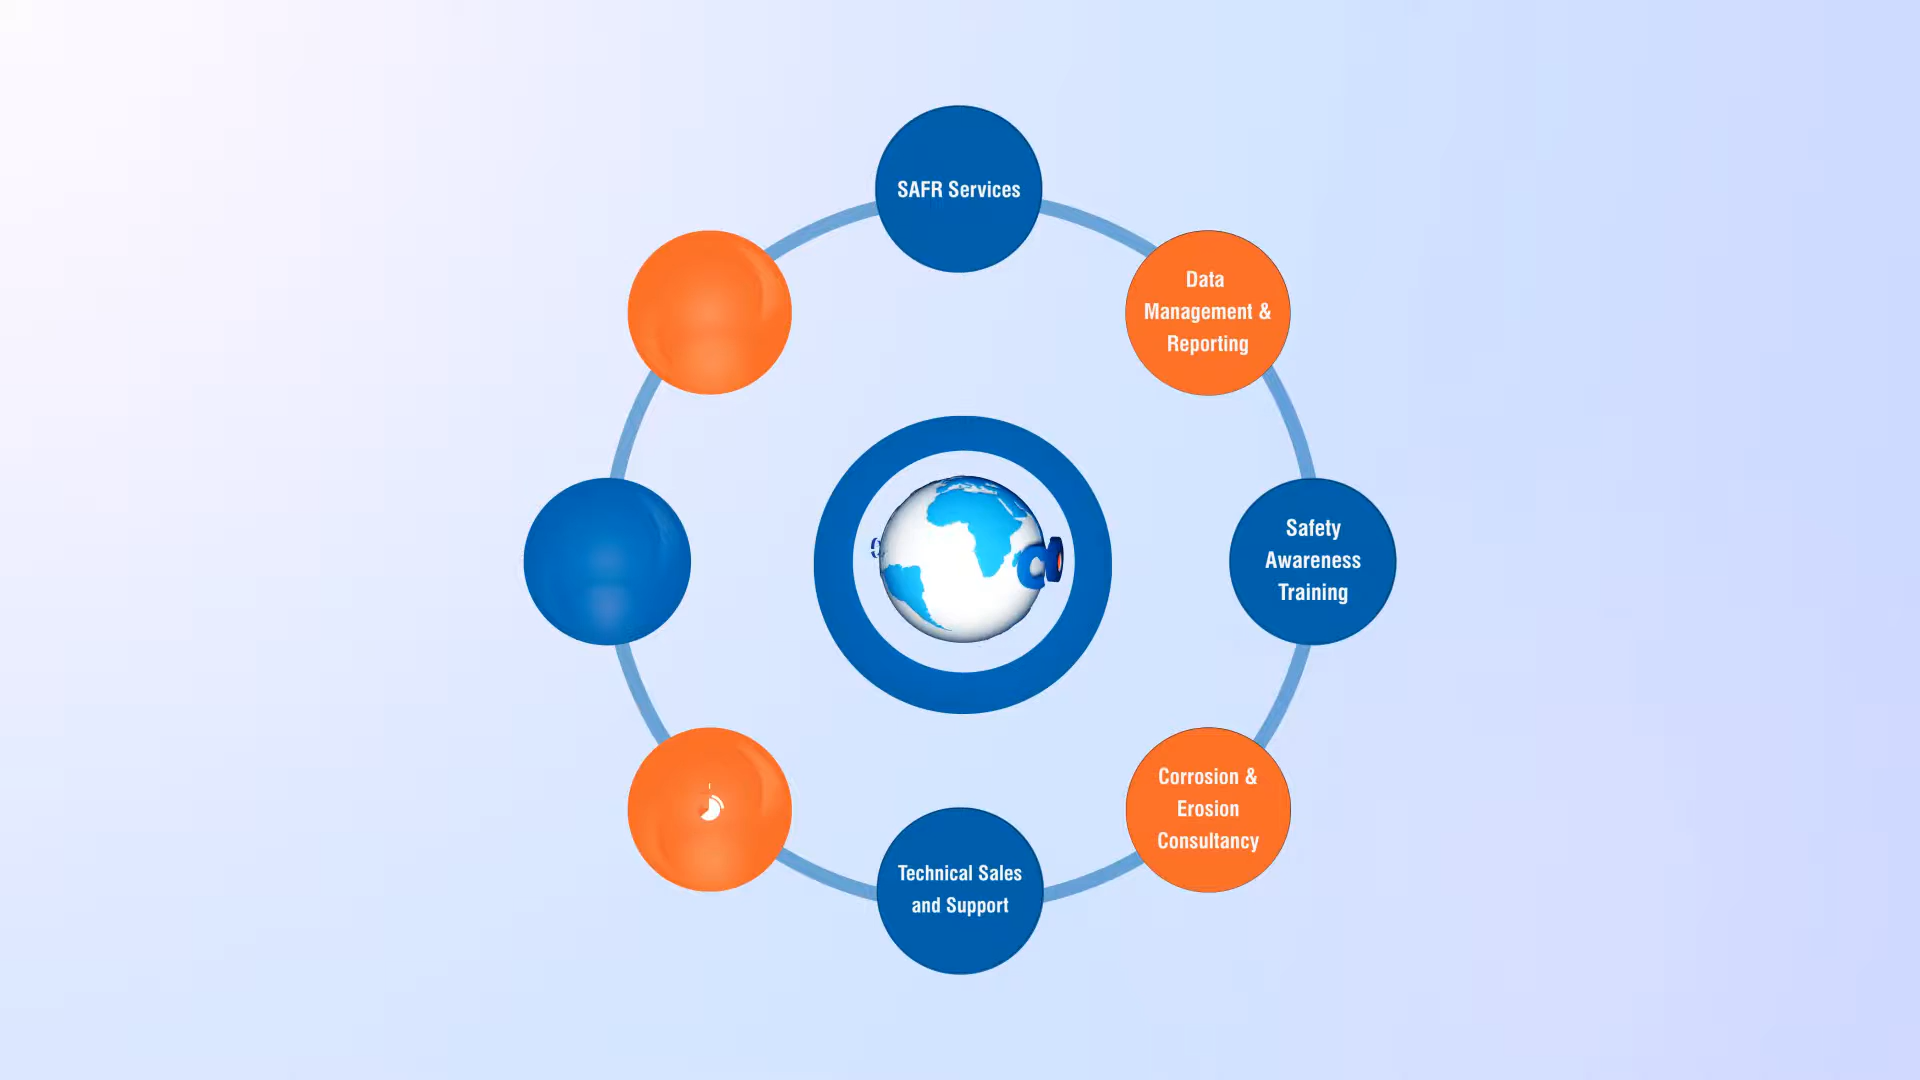 SAFR Services
Data
Management &
Reporting
Safety
Awareness
Training
Corrosion &
Erosion
Consultancy
Technical Sales
and Support